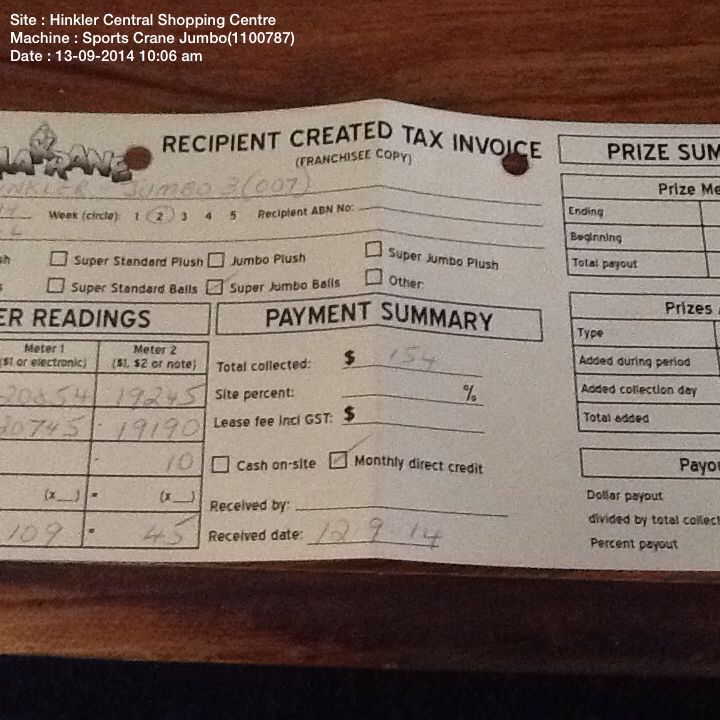 Site : Hinkler Central Shopping Centre
Machine : Sports Crane Jumbo(1100787)
Date : 13-09-2014 10:06 am
RECIPIENT CREATED TAX INVOICE
(FRANCHISEE COPY)
JUMBO 3 (007)
Week (circle): 1 2 3 4 5 Recipient ABN No:
Super Standard Plush Jumbo Plush Super Jumbo Plush
Super Standard Balls Super Jumbo Balls Other:
ER READINGS
Meter 1 Meter 2
($1 or electronic) ($1, $2 or note)
20854 19245
20745 - 19190
- 10
(x__) = (x__)
109 = 45
PAYMENT SUMMARY
Total collected: $ 154
Site percent: %
Lease fee incl GST: $
Cash on-site Monthly direct credit
Received by:
Received date: 12 9 14
PRIZE SUM
Prize Me
Ending
Beginning
Total payout
Prizes
Type
Added during period
Added collection day
Total added
Payou
Dollar payout
divided by total collec
Percent payout